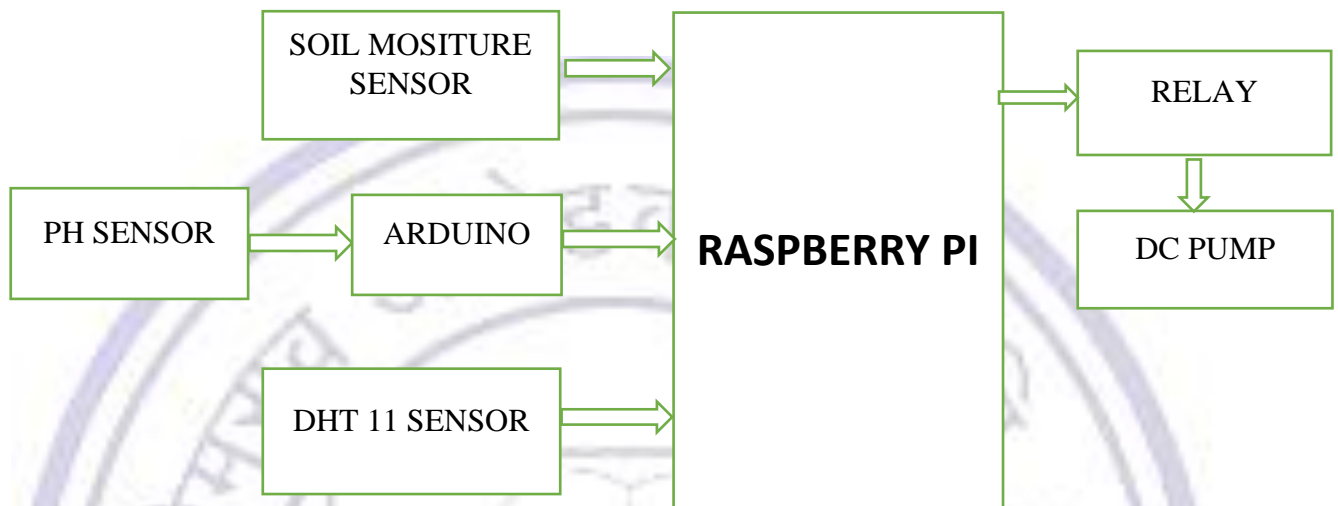 SOIL MOSITURE
SENSOR
RELAY
PH SENSOR
ARDUINO
RASPBERRY PI
DC PUMP
DHT 11 SENSOR